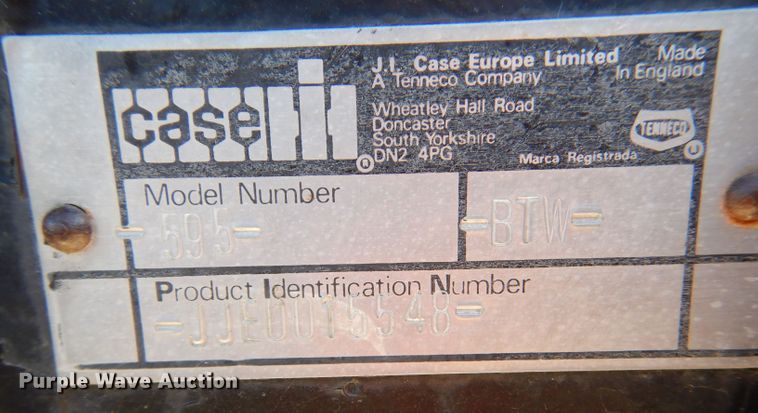 case IH ®
J.I. Case Europe Limited
A Tenneco Company
Made
In England
Wheatley Hall Road
Doncaster
South Yorkshire
DN2 4PG
TENNECO
Marca Registrada
Model Number
-595-
-BTW-
Product Identification Number
-JJE0015548-
Purple Wave Auction